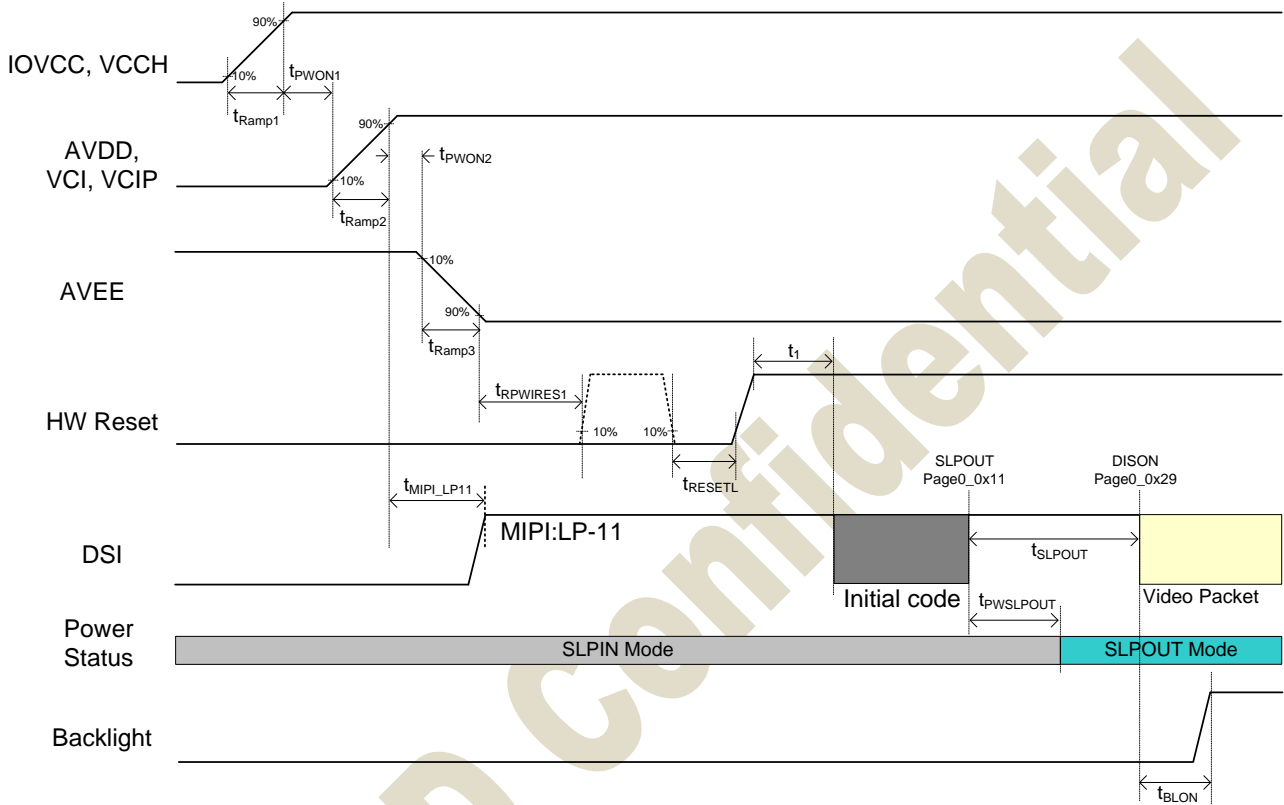 90%
IOVCC, VCCH
10%
tPWON1
tRamp1
90%
AVDD,
VCI, VCIP
tPWON2
10%
tRamp2
10%
AVEE
90%
tRamp3
t1
tRPWIRES1
HW Reset
10%
10%
SLPOUT
Page0_0x11
DISON
Page0_0x29
tMIPI_LP11
tRESETL
MIPI:LP-11
DSI
tSLPOUT
Initial code
tPWSLPOUT
Video Packet
Power
Status
SLPIN Mode
SLPOUT Mode
Backlight
tBLON
Confidential